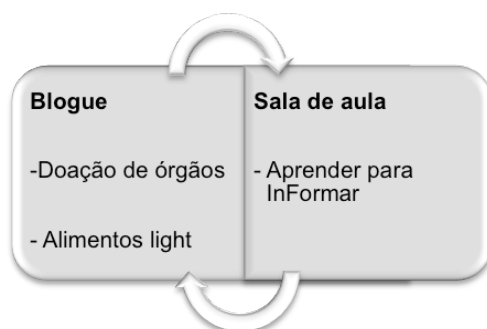 Blogue
-Doação de órgãos
- Alimentos light
Sala de aula
- Aprender para
InFormar